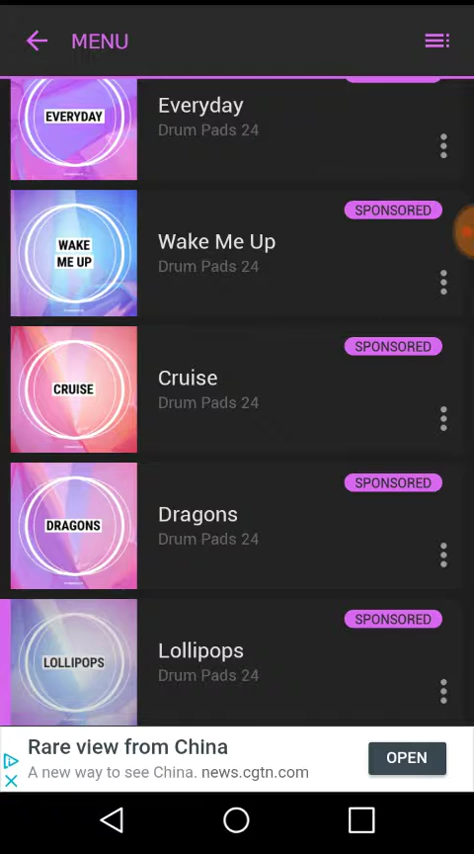 MENU
EVERYDAY
Everyday
Drum Pads 24
SPONSORED
WAKE
ME UP
Wake Me Up
Drum Pads 24
SPONSORED
CRUISE
Cruise
Drum Pads 24
SPONSORED
DRAGONS
Dragons
Drum Pads 24
SPONSORED
LOLLIPOPS
Lollipops
Drum Pads 24
Rare view from China
A new way to see China. news.cgtn.com
OPEN